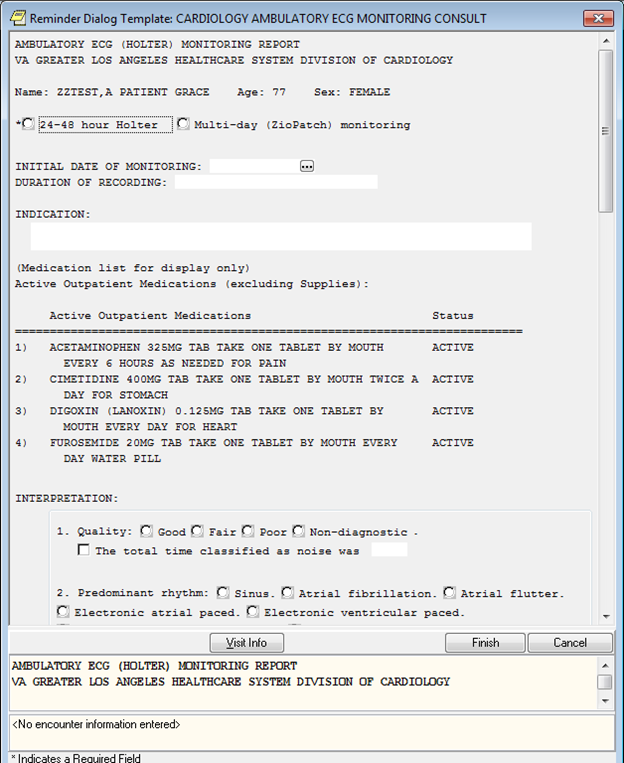 Reminder Dialog Template: CARDIOLOGY AMBULATORY ECG MONITORING CONSULT
AMBULATORY ECG (HOLTER) MONITORING REPORT
VA GREATER LOS ANGELES HEALTHCARE SYSTEM DIVISION OF CARDIOLOGY
Name: ZZTEST,A PATIENT GRACE Age: 77 Sex: FEMALE
* 24-48 hour Holter Multi-day (ZioPatch) monitoring
INITIAL DATE OF MONITORING: ...
DURATION OF RECORDING:
INDICATION:
(Medication list for display only)
Active Outpatient Medications (excluding Supplies):
Active Outpatient Medications Status
=========================================================================
1) ACETAMINOPHEN 325MG TAB TAKE ONE TABLET BY MOUTH ACTIVE
EVERY 6 HOURS AS NEEDED FOR PAIN
2) CIMETIDINE 400MG TAB TAKE ONE TABLET BY MOUTH TWICE A ACTIVE
DAY FOR STOMACH
3) DIGOXIN (LANOXIN) 0.125MG TAB TAKE ONE TABLET BY ACTIVE
MOUTH EVERY DAY FOR HEART
4) FUROSEMIDE 20MG TAB TAKE ONE TABLET BY MOUTH EVERY ACTIVE
DAY WATER PILL
INTERPRETATION:
1. Quality: Good Fair Poor Non-diagnostic .
The total time classified as noise was
2. Predominant rhythm: Sinus. Atrial fibrillation. Atrial flutter.
Electronic atrial paced. Electronic ventricular paced.
Visit Info Finish Cancel
AMBULATORY ECG (HOLTER) MONITORING REPORT
VA GREATER LOS ANGELES HEALTHCARE SYSTEM DIVISION OF CARDIOLOGY
<No encounter information entered>
* Indicates a Required Field